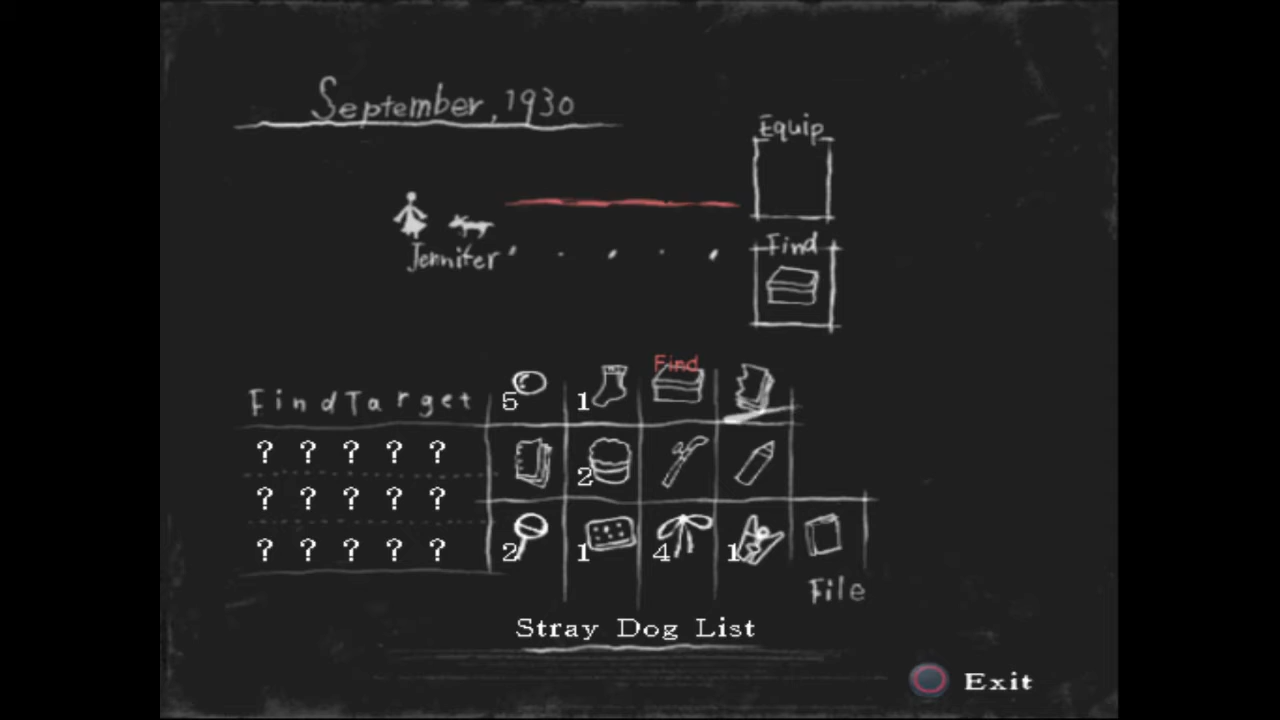 September, 1930
Equip
Jennifer
Find
Find
5 1
FindTarget
? ? ? ? ?
2
? ? ? ? ?
? ? ? ? ?
2 1 4 1
File
Stray Dog List
Exit